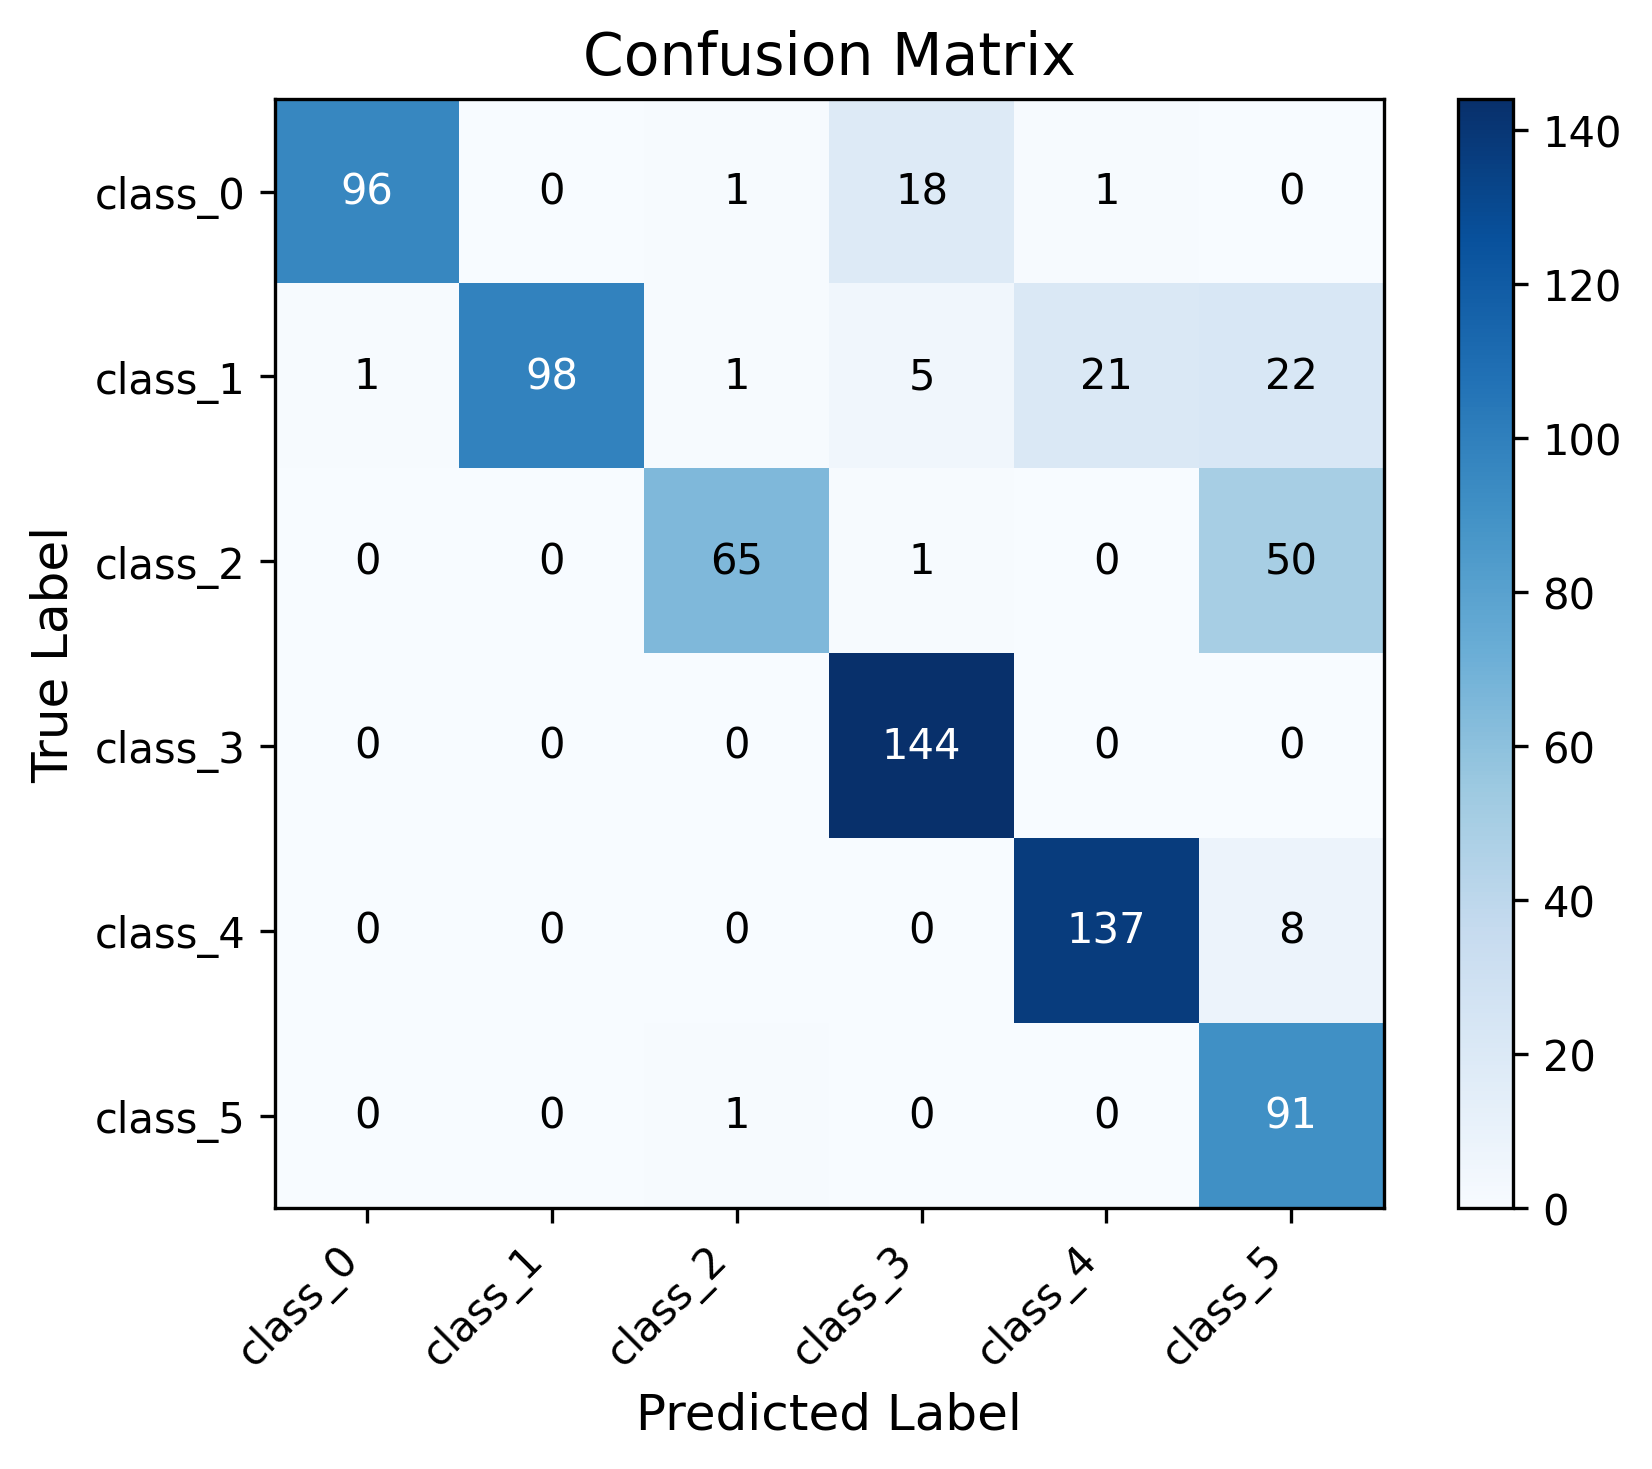 Confusion Matrix
class_0 96 0 1 18 1 0
class_1 1 98 1 5 21 22
class_2 0 0 65 1 0 50
class_3 0 0 0 144 0 0
class_4 0 0 0 0 137 8
class_5 0 0 1 0 0 91
True Label
class_0 class_1 class_2 class_3 class_4 class_5
Predicted Label
140
120
100
80
60
40
20
0